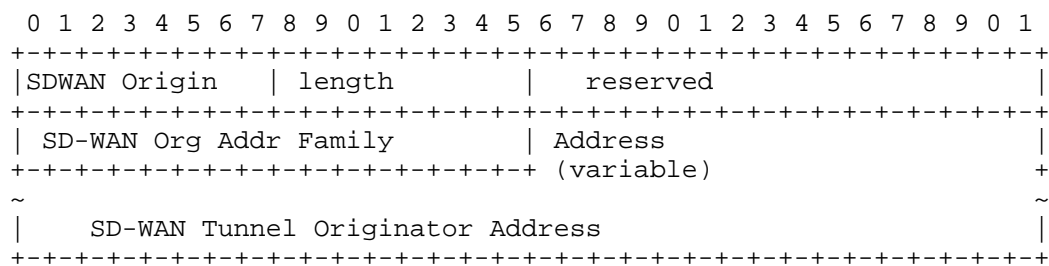 0 1 2 3 4 5 6 7 8 9 0 1 2 3 4 5 6 7 8 9 0 1 2 3 4 5 6 7 8 9 0 1
+-+-+-+-+-+-+-+-+-+-+-+-+-+-+-+-+-+-+-+-+-+-+-+-+-+-+-+-+-+-+-+-+
|SDWAN Origin  | length        |   reserved                    |
+-+-+-+-+-+-+-+-+-+-+-+-+-+-+-+-+-+-+-+-+-+-+-+-+-+-+-+-+-+-+-+-+
| SD-WAN Org Addr Family        | Address                       |
+-+-+-+-+-+-+-+-+-+-+-+-+-+-+-+-+ (variable)                    +
~                                                               ~
|    SD-WAN Tunnel Originator Address                           |
+-+-+-+-+-+-+-+-+-+-+-+-+-+-+-+-+-+-+-+-+-+-+-+-+-+-+-+-+-+-+-+-+